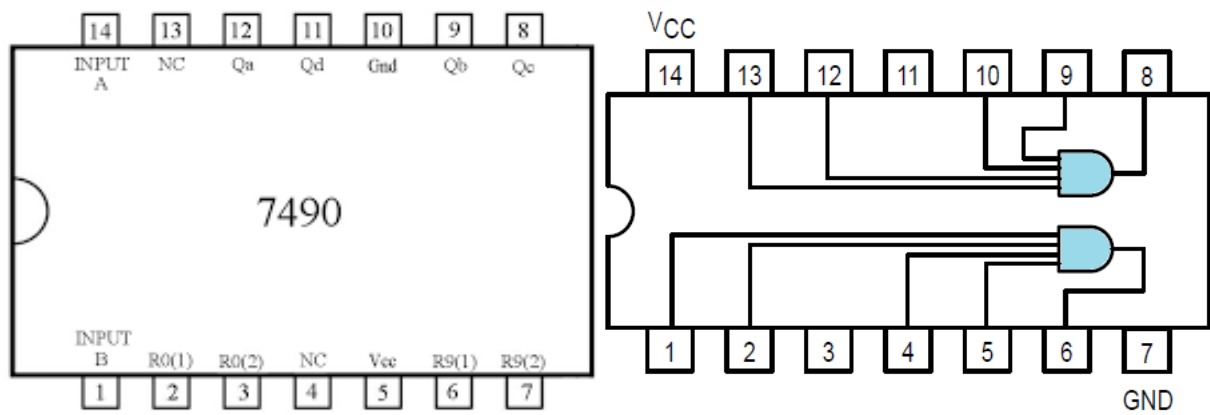 14 13 12 11 10 9 8
INPUT A NC Qa Qd Gnd Qb Qc
7490
INPUT B R0(1) R0(2) NC Vcc R9(1) R9(2)
1 2 3 4 5 6 7
VCC
14 13 12 11 10 9 8
1 2 3 4 5 6 7
GND